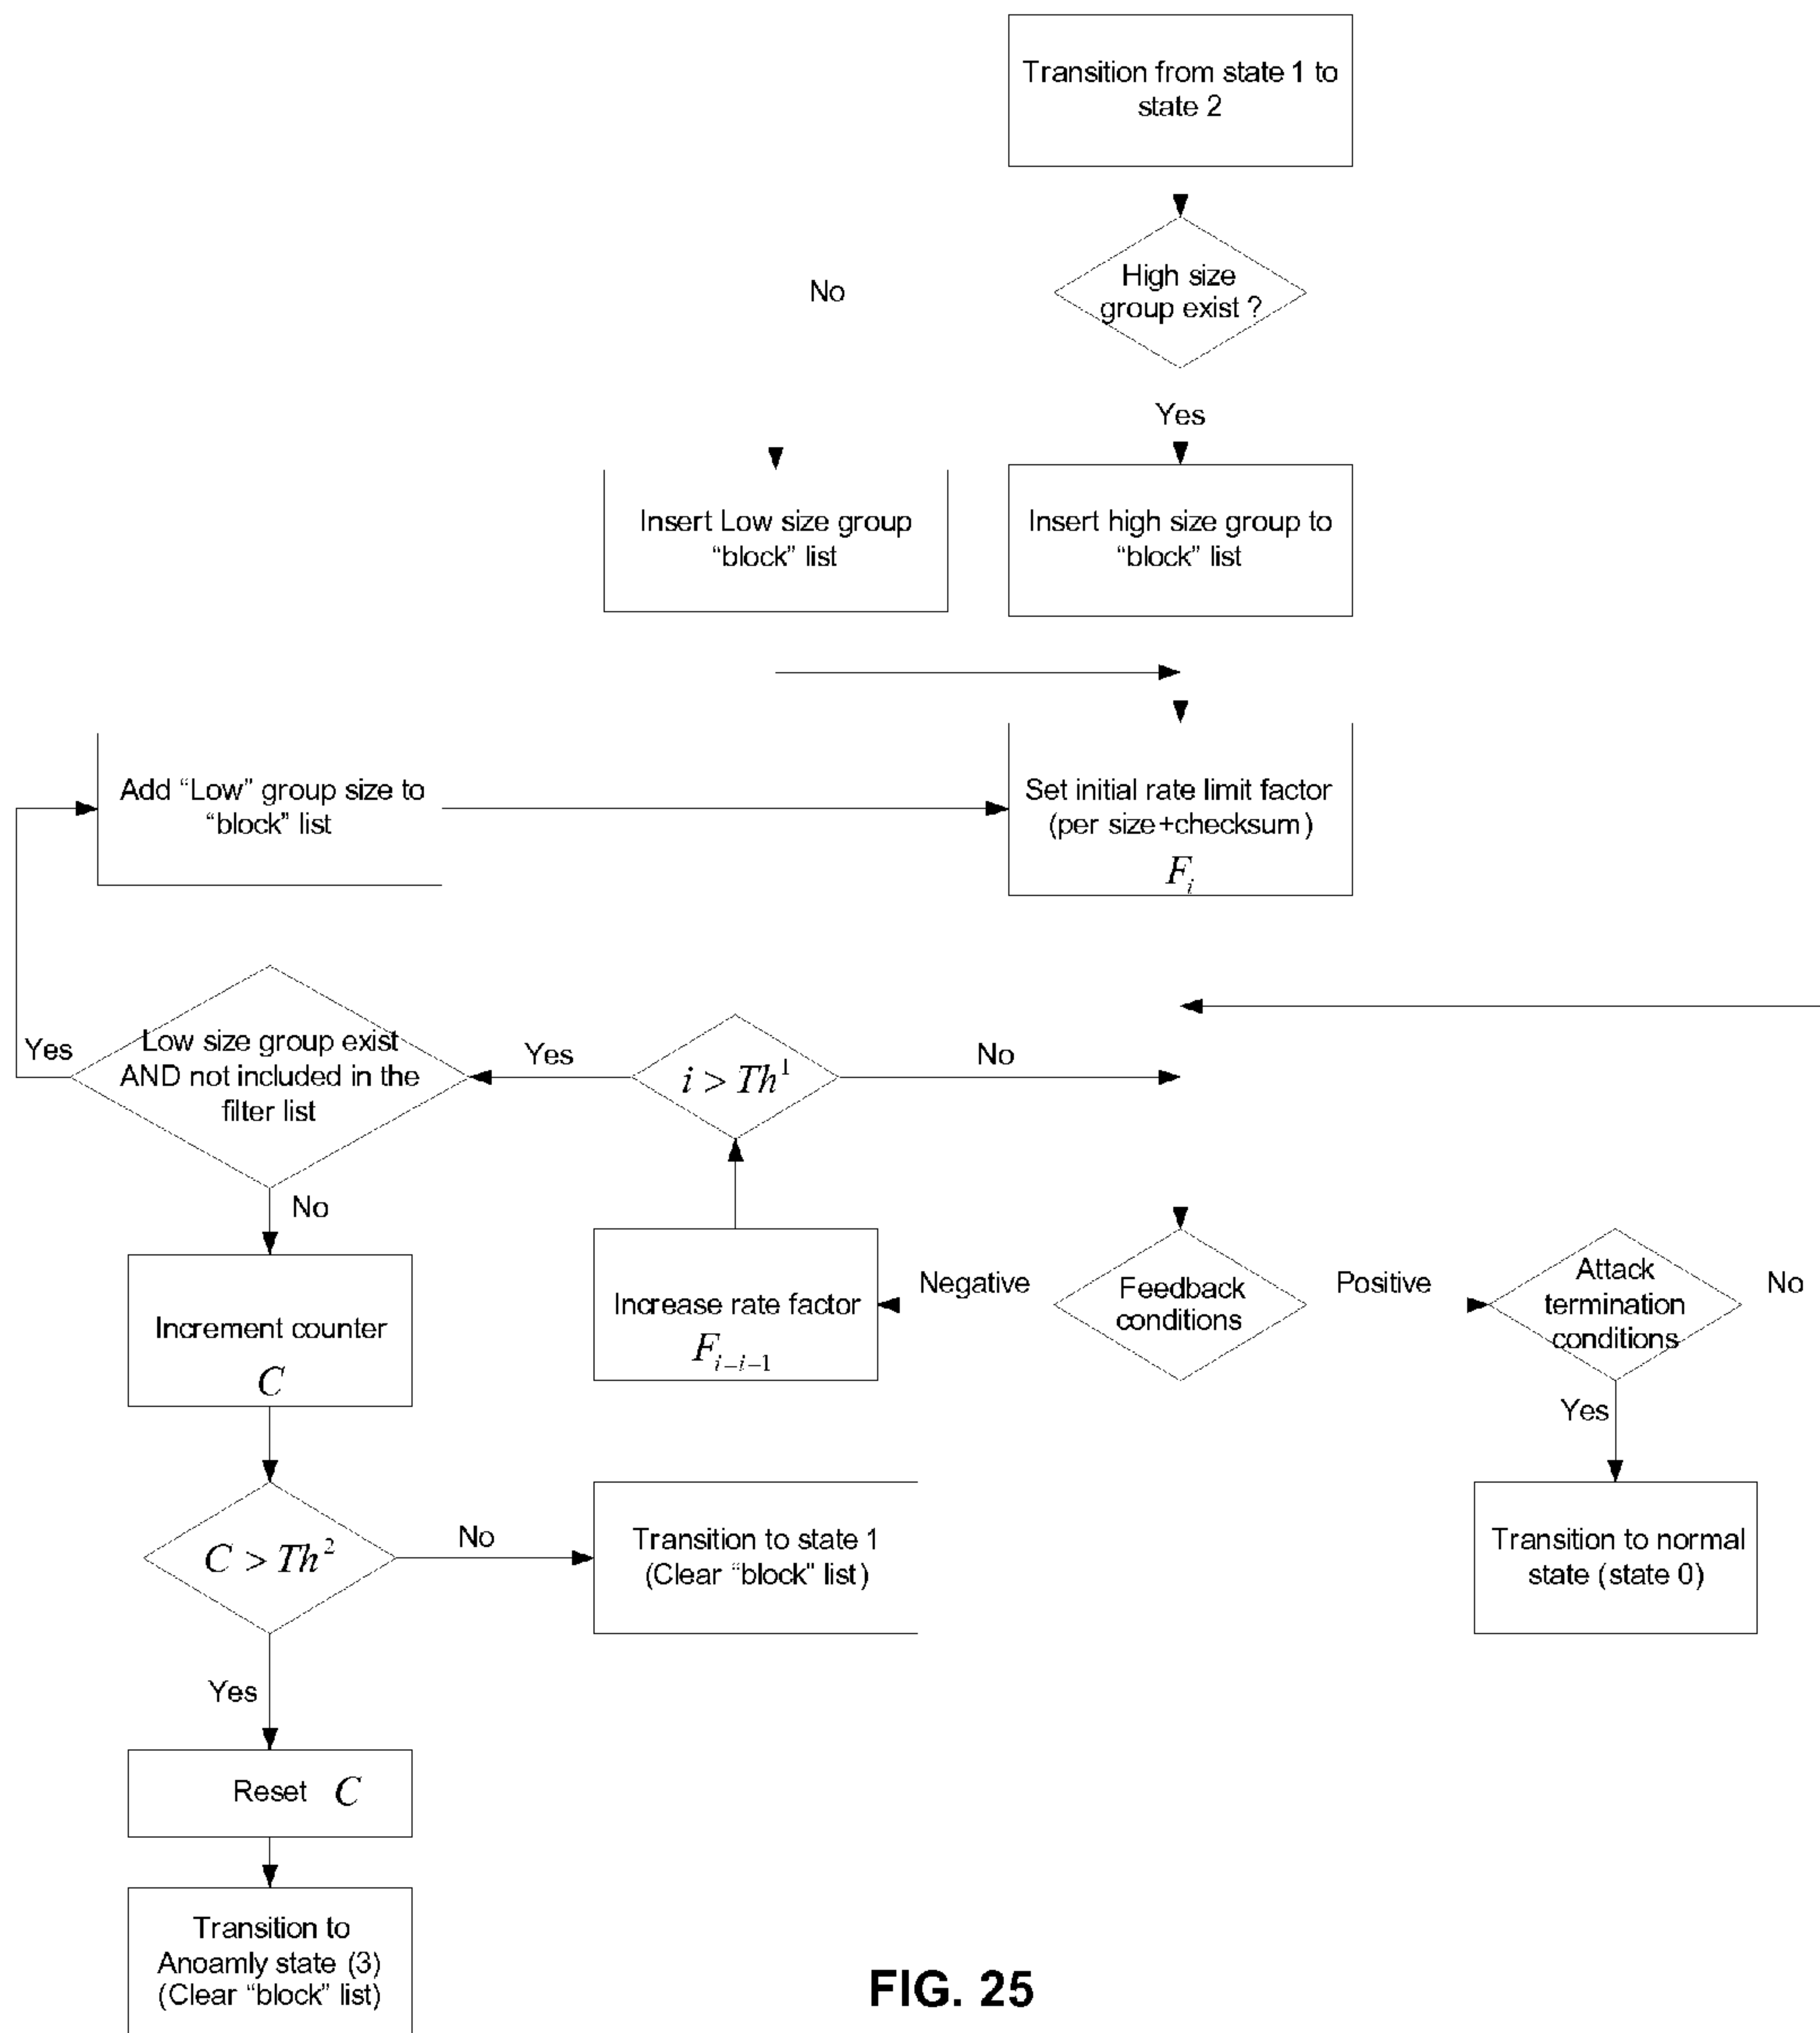 Transition from state 1 to
state 2
High size
group exist ?
No
Yes
Insert Low size group
“block” list
Insert high size group to
“block” list
Add “Low” group size to
“block” list
Set initial rate limit factor
(per size+checksum)
F_i
Yes
Low size group exist
AND not included in the
filter list
Yes
i > Th^1
No
No
Increment counter
C
Increase rate factor
F_{i-i-1}
Negative
Feedback
conditions
Positive
Attack
termination
conditions
No
Yes
C > Th^2
No
Transition to state 1
(Clear “block” list)
Transition to normal
state (state 0)
Yes
Reset C
Transition to
Anoamly state (3)
(Clear “block” list)
FIG. 25